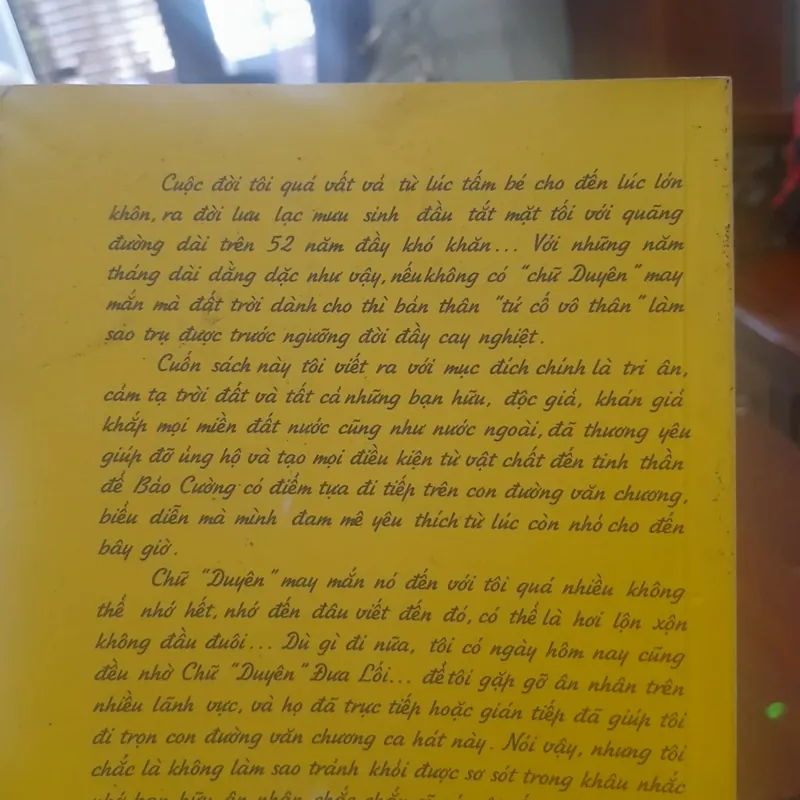 Cuộc đời tôi quá vất vả từ lúc tấm bé cho đến lúc lớn
khôn, ra đời lưu lạc mưu sinh đầu tắt mặt tối với quãng
đường dài trên 52 năm đầy khó khăn... Với những năm
tháng dài dằng dặc như vậy, nếu không có "chữ Duyên" may
mắn mà đất trời dành cho thì bản thân "tứ cố vô thân" làm
sao trụ được trước ngưỡng đời đầy cay nghiệt.
Cuốn sách này tôi viết ra với mục đích chính là tri ân,
cảm tạ trời đất và tất cả những bạn hữu, độc giả, khán giả
khắp mọi miền đất nước cũng như nước ngoài, đã thương yêu
giúp đỡ ủng hộ và tạo mọi điều kiện từ vật chất đến tinh thần
để Bảo Cường có điểm tựa đi tiếp trên con đường văn chương,
biểu diễn mà mình đam mê yêu thích từ lúc còn nhỏ cho đến
bây giờ.
Chữ "Duyên" may mắn nó đến với tôi quá nhiều không
thể nhớ hết, nhớ đến đâu viết đến đó, có thể là hơi lộn xộn
không đầu đuôi... Dù gì đi nữa, tôi có ngày hôm nay cũng
đều nhờ Chữ "Duyên" Đưa Lối... để tôi gặp gỡ ân nhân trên
nhiều lãnh vực, và họ đã trực tiếp hoặc gián tiếp đã giúp tôi
đi trọn con đường văn chương ca hát này. Nói vậy, nhưng tôi
chắc là không làm sao tránh khỏi được sơ sót trong khâu nhắc